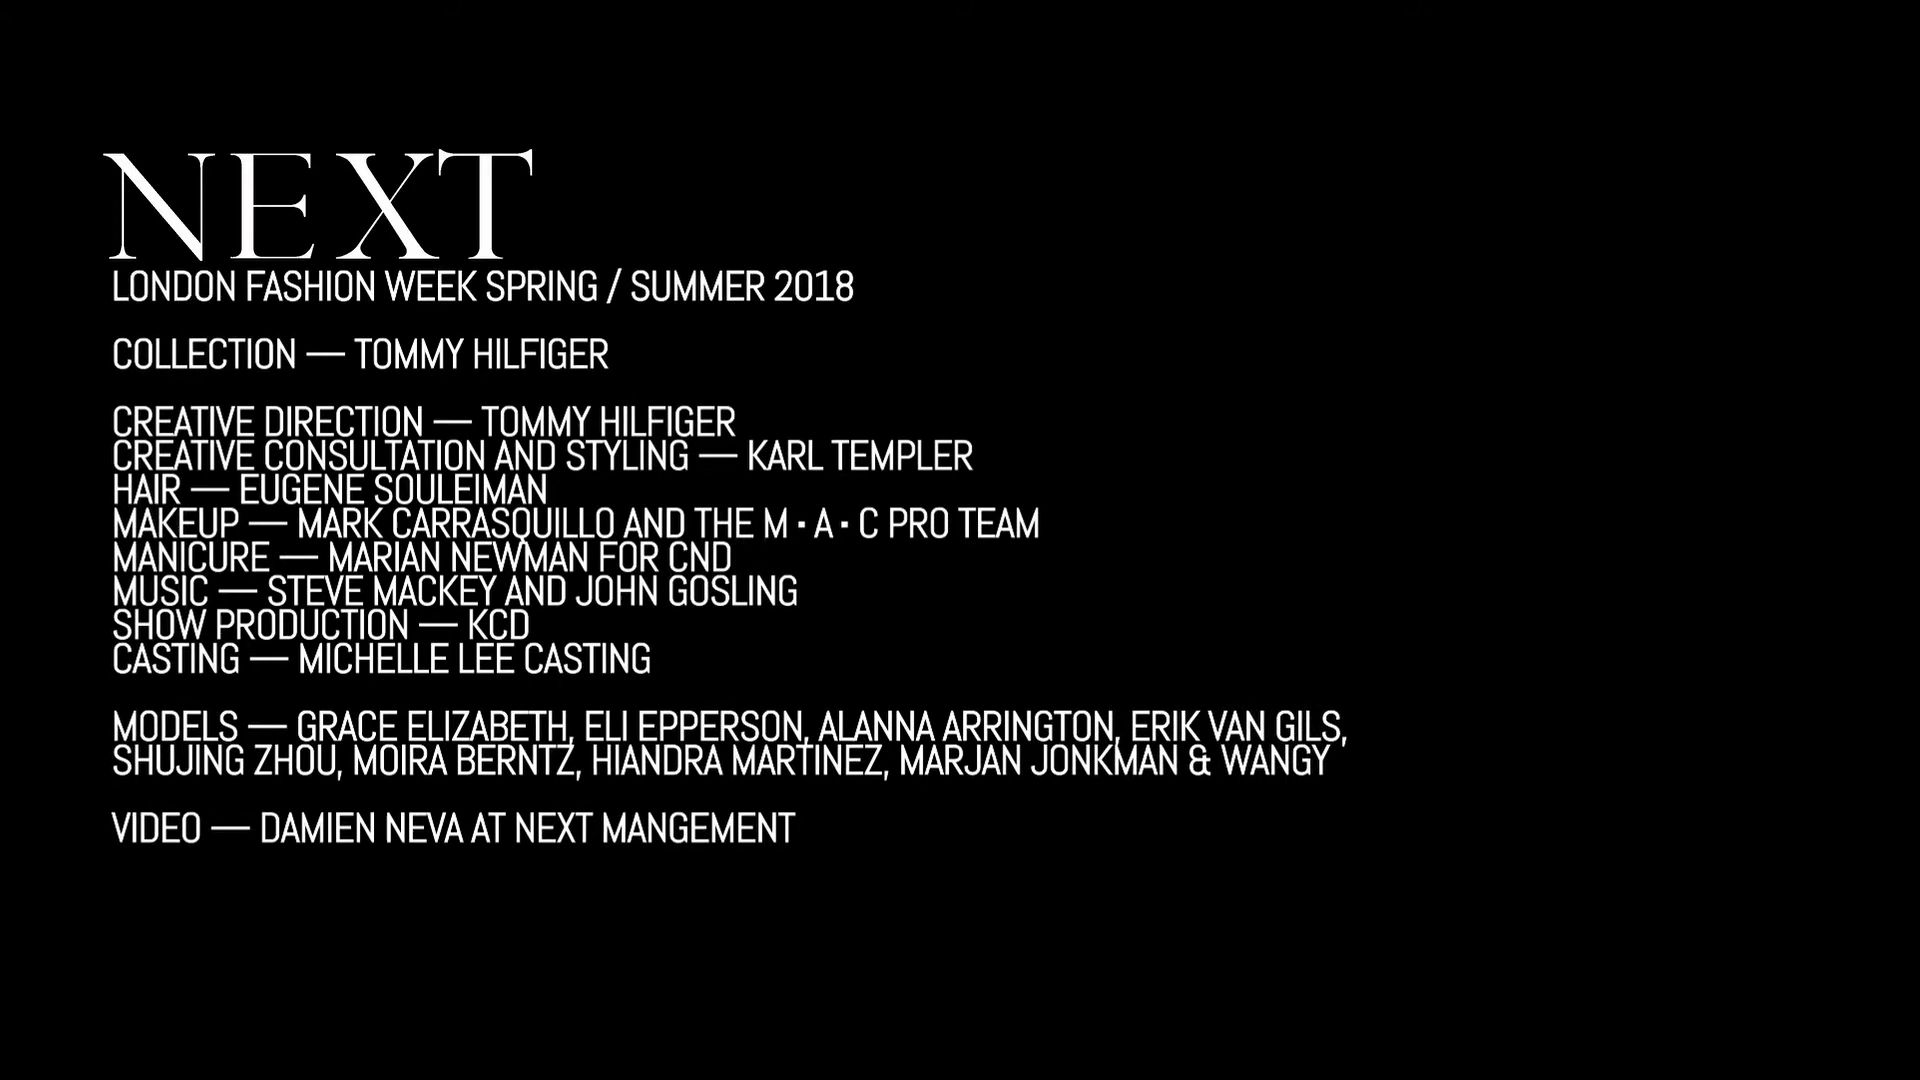 NEXT
LONDON FASHION WEEK SPRING / SUMMER 2018
COLLECTION — TOMMY HILFIGER
CREATIVE DIRECTION — TOMMY HILFIGER
CREATIVE CONSULTATION AND STYLING — KARL TEMPLER
HAIR — EUGENE SOULEIMAN
MAKEUP — MARK CARRASQUILLO AND THE M · A · C PRO TEAM
MANICURE — MARIAN NEWMAN FOR CND
MUSIC — STEVE MACKEY AND JOHN GOSLING
SHOW PRODUCTION — KCD
CASTING — MICHELLE LEE CASTING
MODELS — GRACE ELIZABETH, ELI EPPERSON, ALANNA ARRINGTON, ERIK VAN GILS,
SHUJING ZHOU, MOIRA BERNTZ, HIANDRA MARTINEZ, MARJAN JONKMAN & WANGY
VIDEO — DAMIEN NEVA AT NEXT MANGEMENT